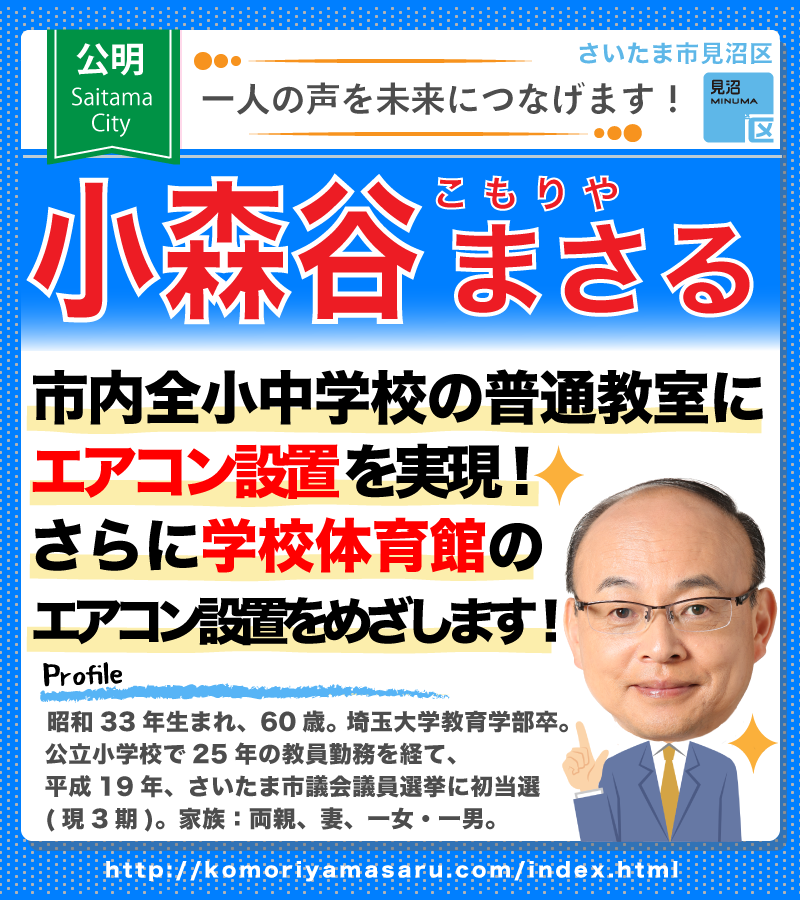 公明
Saitama
City
さいたま市見沼区
一人の声を未来につなげます！
見沼
MINUMA
区
こもりや
小森谷まさる
市内全小中学校の普通教室に
エアコン設置を実現！
さらに学校体育館の
エアコン設置をめざします！
Profile
昭和33年生まれ、60歳。埼玉大学教育学部卒。
公立小学校で25年の教員勤務を経て、
平成19年、さいたま市議会議員選挙に初当選
(現3期)。家族：両親、妻、一女・一男。
http://komoriyamasaru.com/index.html